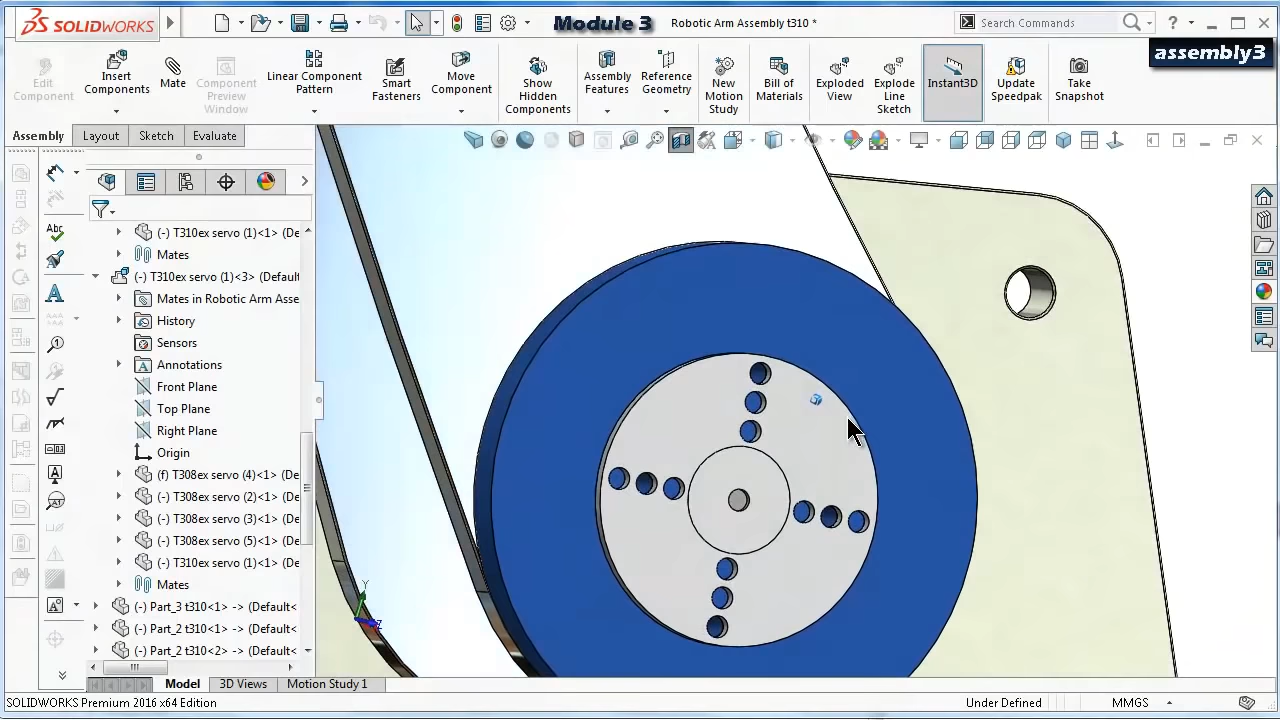 SOLIDWORKS
Module 3
Robotic Arm Assembly t310 *
Search Commands
?
assembly3
Edit
Component
Insert
Components
Mate
Component
Preview
Window
Linear Component
Pattern
Smart
Fasteners
Move
Component
Show
Hidden
Components
Assembly
Features
Reference
Geometry
New
Motion
Study
Bill of
Materials
Exploded
View
Explode
Line
Sketch
Instant3D
Update
Speedpak
Take
Snapshot
Assembly
Layout
Sketch
Evaluate
(-) T310ex servo (1)<1> (De
Mates
(-) T310ex servo (1)<3> (Default
Mates in Robotic Arm Asse
History
Sensors
Annotations
Front Plane
Top Plane
Right Plane
Origin
(f) T308ex servo (4)<1> (De
(-) T308ex servo (2)<1> (De
(-) T308ex servo (3)<1> (De
(-) T308ex servo (5)<1> (De
(-) T310ex servo (1)<1> (De
Mates
(-) Part_3 t310<1> -> (Default<
(-) Part_2 t310<1> -> (Default<
(-) Part_2 t310<2> -> (Default<
Abc
A
Y
Z
Model
3D Views
Motion Study 1
SOLIDWORKS Premium 2016 x64 Edition
Under Defined
MMGS